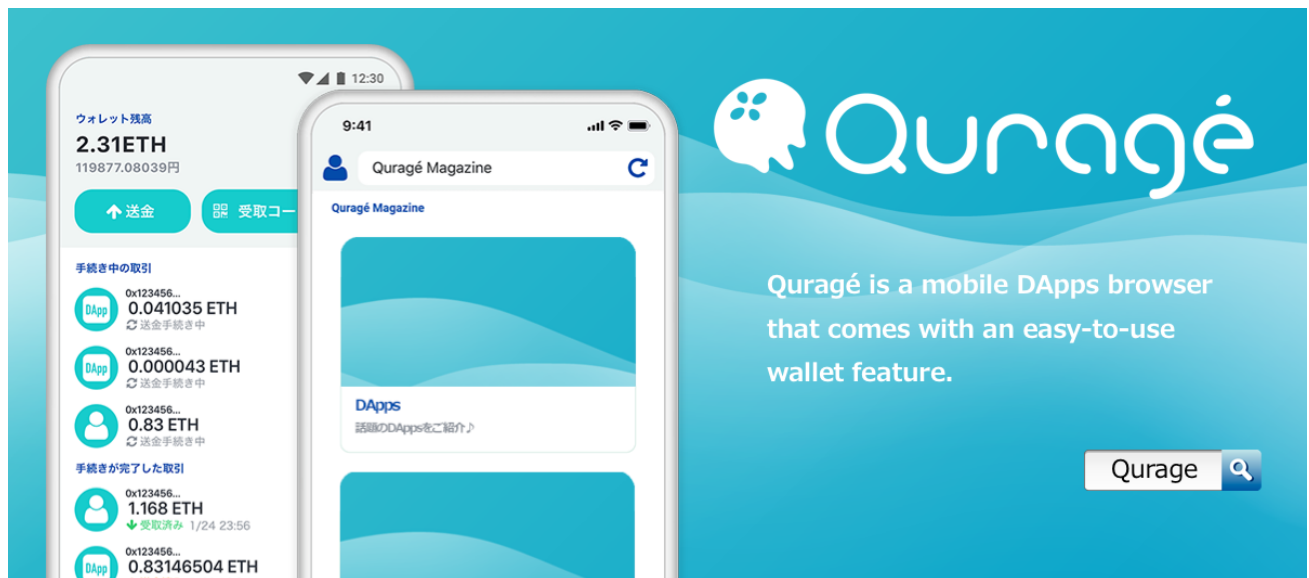 12:30
ウォレット残高
2.31ETH
119877.08039円
送金
受取コー
手続き中の取引
0x123456...
DApp
0.041035 ETH
送金手続き中
0x123456...
DApp
0.000043 ETH
送金手続き中
0x123456...
0.83 ETH
送金手続き中
手続きが完了した取引
0x123456...
1.168 ETH
受取済み 1/24 23:56
0x123456...
DApp
0.83146504 ETH
9:41
Quragé Magazine
Quragé Magazine
DApps
話題のDAppsをご紹介♪
Quragé
Quragé is a mobile DApps browser
that comes with an easy-to-use
wallet feature.
Qurage